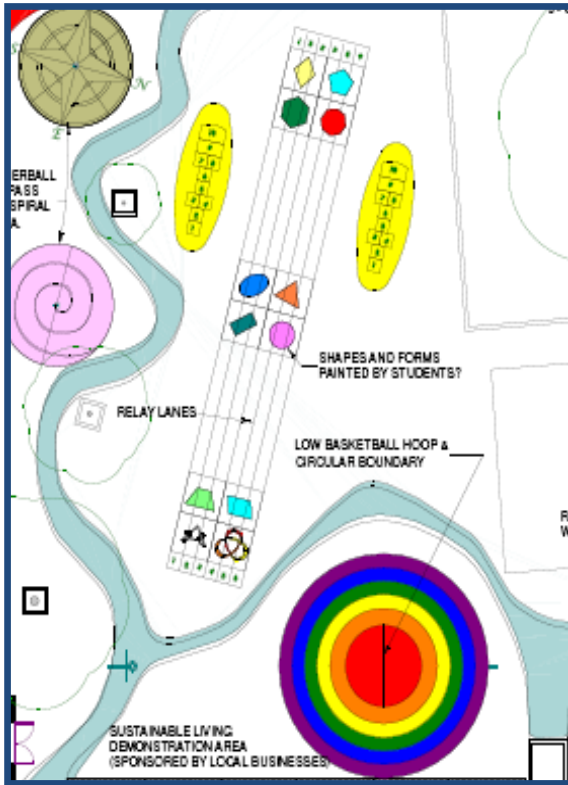 S
N
E
ERBALL
PASS
SPIRAL
A.
SHAPES AND FORMS
PAINTED BY STUDENTS?
RELAY LANES
LOW BASKETBALL HOOP &
CIRCULAR BOUNDARY
SUSTAINABLE LIVING
DEMONSTRATION AREA
(SPONSORED BY LOCAL BUSINESSES)